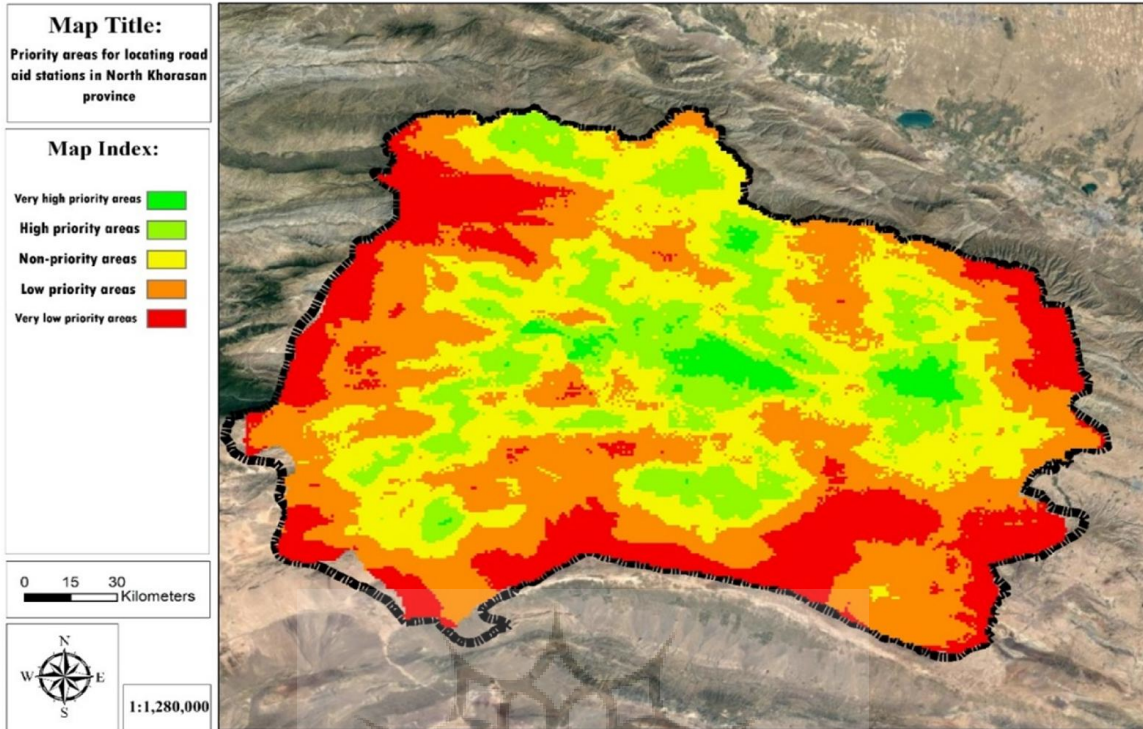 Map Title:
Priority areas for locating road
aid stations in North Khorasan
province
Map Index:
Very high priority areas
High priority areas
Non-priority areas
Low priority areas
Very low priority areas
0 15 30
Kilometers
N
W E
S
1:1,280,000